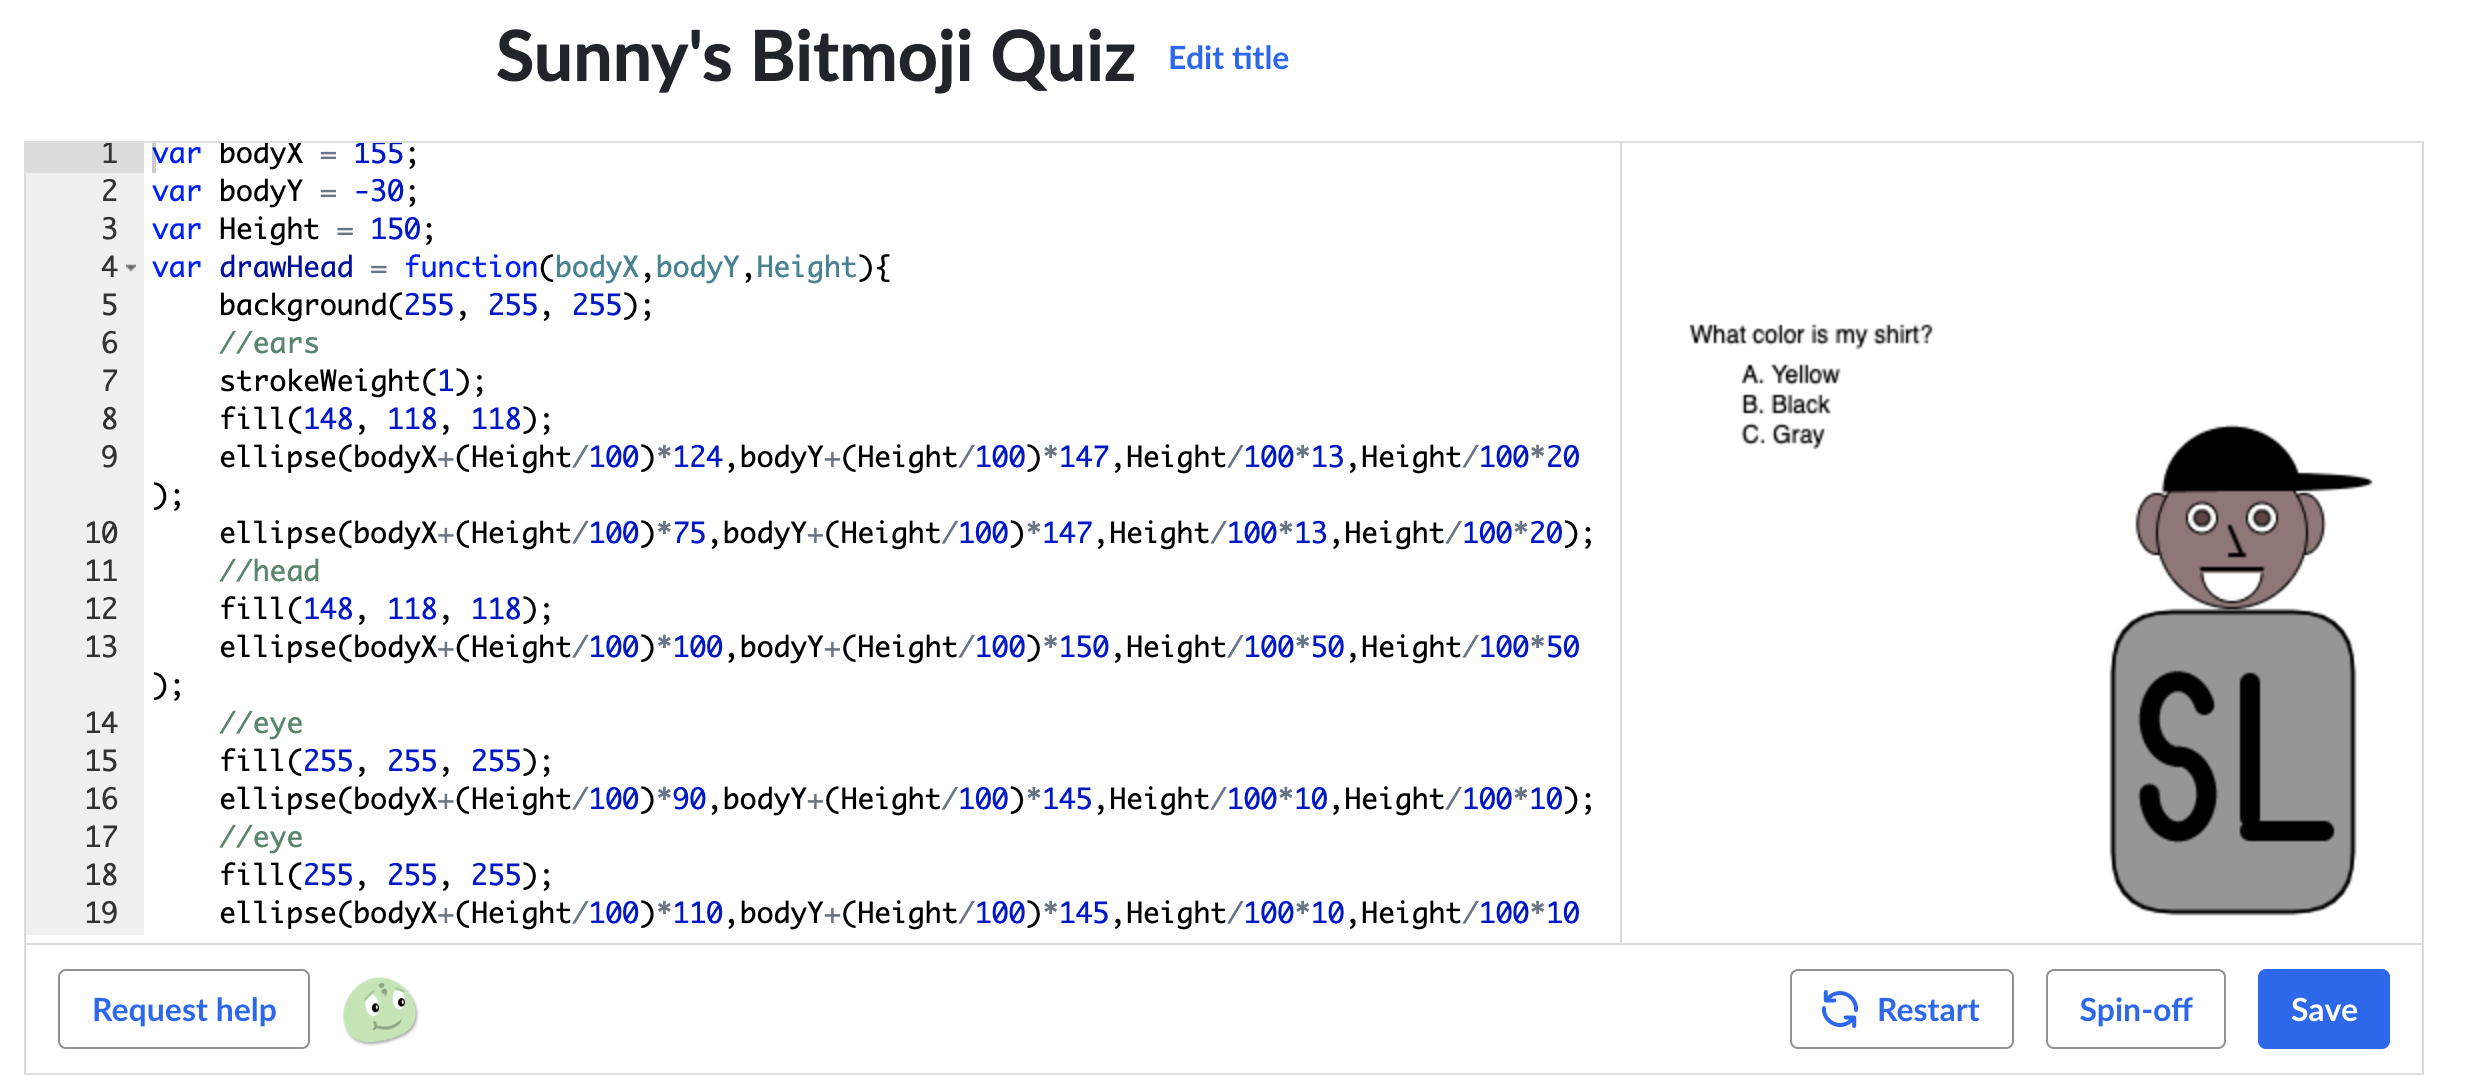 Sunny's Bitmoji Quiz Edit title
1 var bodyX = 155;
2 var bodyY = -30;
3 var Height = 150;
4 var drawHead = function(bodyX,bodyY,Height){
5 background(255, 255, 255);
6 //ears
7 strokeWeight(1);
8 fill(148, 118, 118);
9 ellipse(bodyX+(Height/100)*124,bodyY+(Height/100)*147,Height/100*13,Height/100*20
);
10 ellipse(bodyX+(Height/100)*75,bodyY+(Height/100)*147,Height/100*13,Height/100*20);
11 //head
12 fill(148, 118, 118);
13 ellipse(bodyX+(Height/100)*100,bodyY+(Height/100)*150,Height/100*50,Height/100*50
);
14 //eye
15 fill(255, 255, 255);
16 ellipse(bodyX+(Height/100)*90,bodyY+(Height/100)*145,Height/100*10,Height/100*10);
17 //eye
18 fill(255, 255, 255);
19 ellipse(bodyX+(Height/100)*110,bodyY+(Height/100)*145,Height/100*10,Height/100*10
What color is my shirt?
A. Yellow
B. Black
C. Gray
SL
Request help
Restart
Spin-off
Save